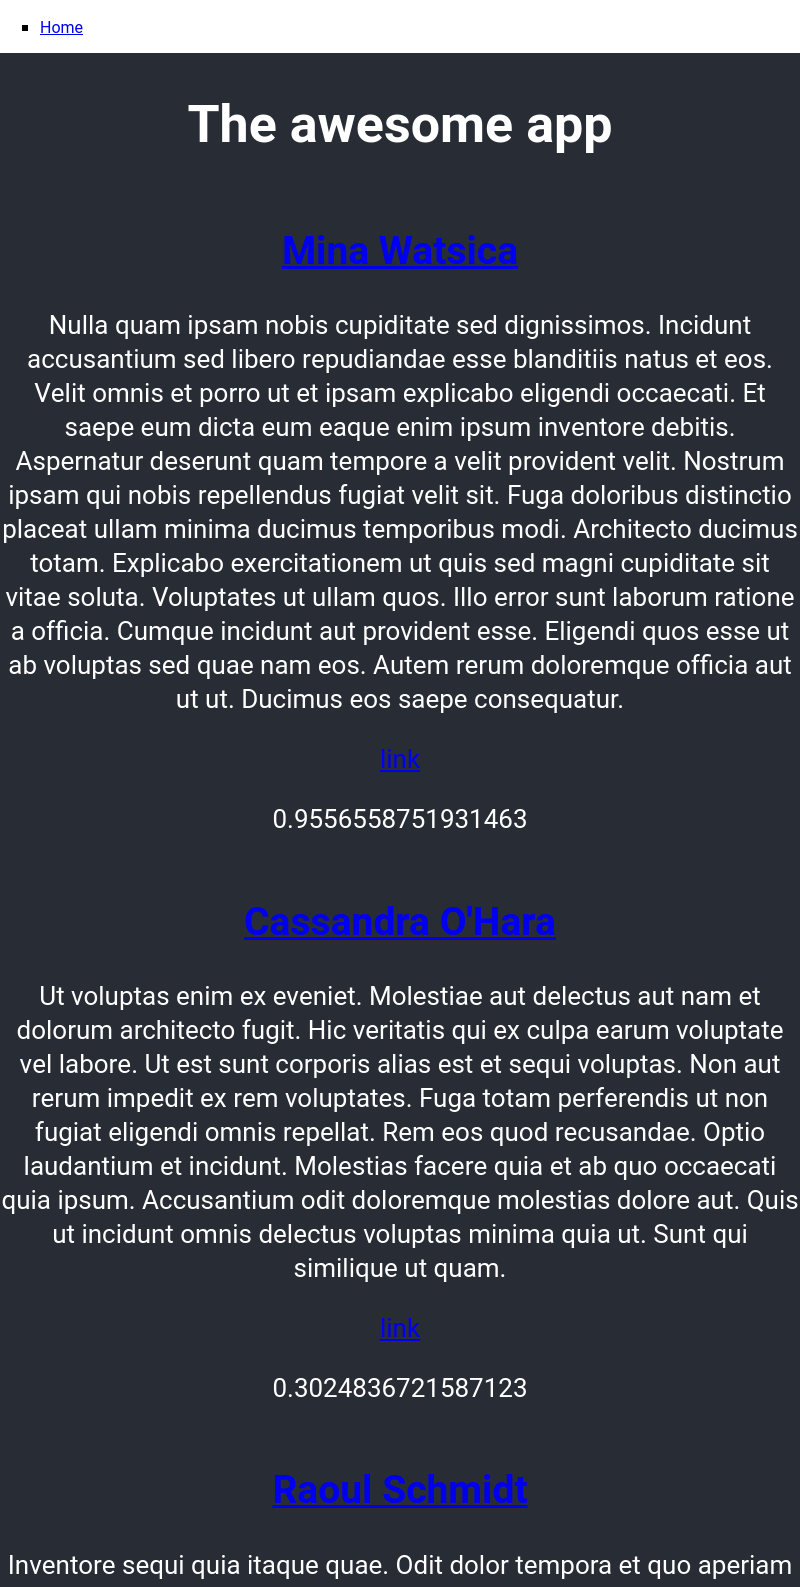 Home
The awesome app
Mina Watsica
Nulla quam ipsam nobis cupiditate sed dignissimos. Incidunt
accusantium sed libero repudiandae esse blanditiis natus et eos.
Velit omnis et porro ut et ipsam explicabo eligendi occaecati. Et
saepe eum dicta eum eaque enim ipsum inventore debitis.
Aspernatur deserunt quam tempore a velit provident velit. Nostrum
ipsam qui nobis repellendus fugiat velit sit. Fuga doloribus distinctio
placeat ullam minima ducimus temporibus modi. Architecto ducimus
totam. Explicabo exercitationem ut quis sed magni cupiditate sit
vitae soluta. Voluptates ut ullam quos. Illo error sunt laborum ratione
a officia. Cumque incidunt aut provident esse. Eligendi quos esse ut
ab voluptas sed quae nam eos. Autem rerum doloremque officia aut
ut ut. Ducimus eos saepe consequatur.
link
0.9556558751931463
Cassandra O'Hara
Ut voluptas enim ex eveniet. Molestiae aut delectus aut nam et
dolorum architecto fugit. Hic veritatis qui ex culpa earum voluptate
vel labore. Ut est sunt corporis alias est et sequi voluptas. Non aut
rerum impedit ex rem voluptates. Fuga totam perferendis ut non
fugiat eligendi omnis repellat. Rem eos quod recusandae. Optio
laudantium et incidunt. Molestias facere quia et ab quo occaecati
quia ipsum. Accusantium odit doloremque molestias dolore aut. Quis
ut incidunt omnis delectus voluptas minima quia ut. Sunt qui
similique ut quam.
link
0.3024836721587123
Raoul Schmidt
Inventore sequi quia itaque quae. Odit dolor tempora et quo aperiam